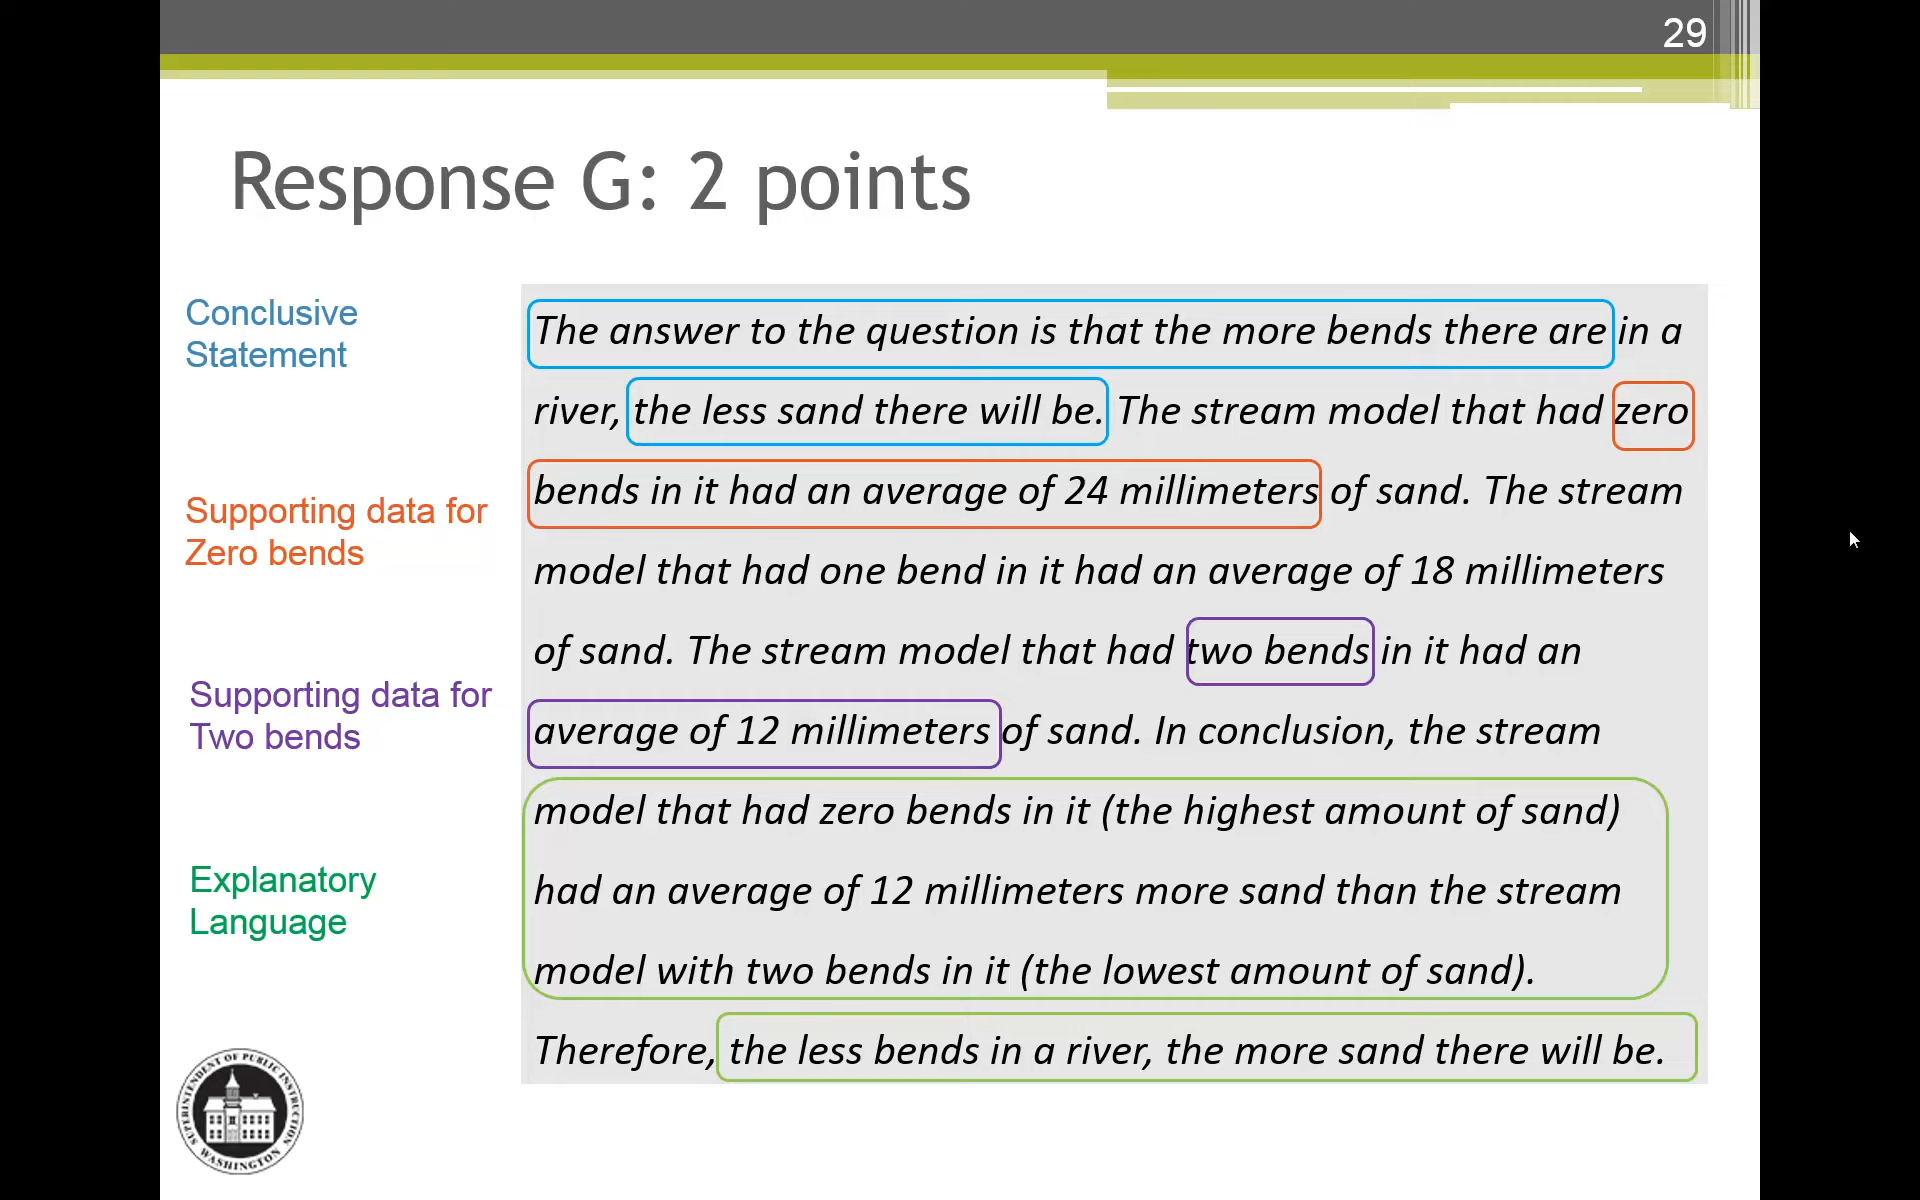 29
Response G: 2 points
Conclusive
Statement
Supporting data for
Zero bends
Supporting data for
Two bends
Explanatory
Language
The answer to the question is that the more bends there are in a
river, the less sand there will be. The stream model that had zero
bends in it had an average of 24 millimeters of sand. The stream
model that had one bend in it had an average of 18 millimeters
of sand. The stream model that had two bends in it had an
average of 12 millimeters of sand. In conclusion, the stream
model that had zero bends in it (the highest amount of sand)
had an average of 12 millimeters more sand than the stream
model with two bends in it (the lowest amount of sand).
Therefore, the less bends in a river, the more sand there will be.
SUPERINTENDENT OF PUBLIC INSTRUCTION
WASHINGTON